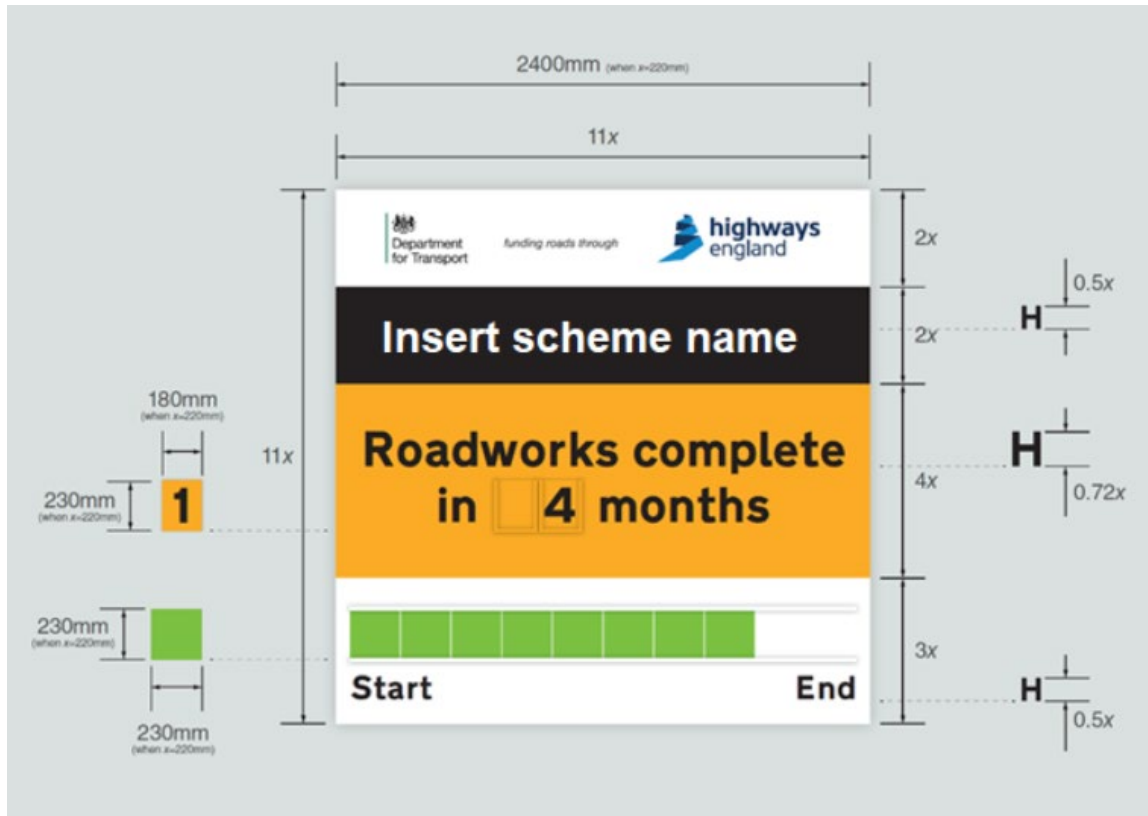 2400mm (when x=220mm)
11x
Department
for Transport
funding roads through
highways
england
2x
0.5x
H
Insert scheme name
2x
180mm
(when x=220mm)
11x
Roadworks complete
in 4 months
H
4x
0.72x
230mm
(when x=220mm)
1
230mm
(when x=220mm)
3x
Start
End
H
0.5x
230mm
(when x=220mm)